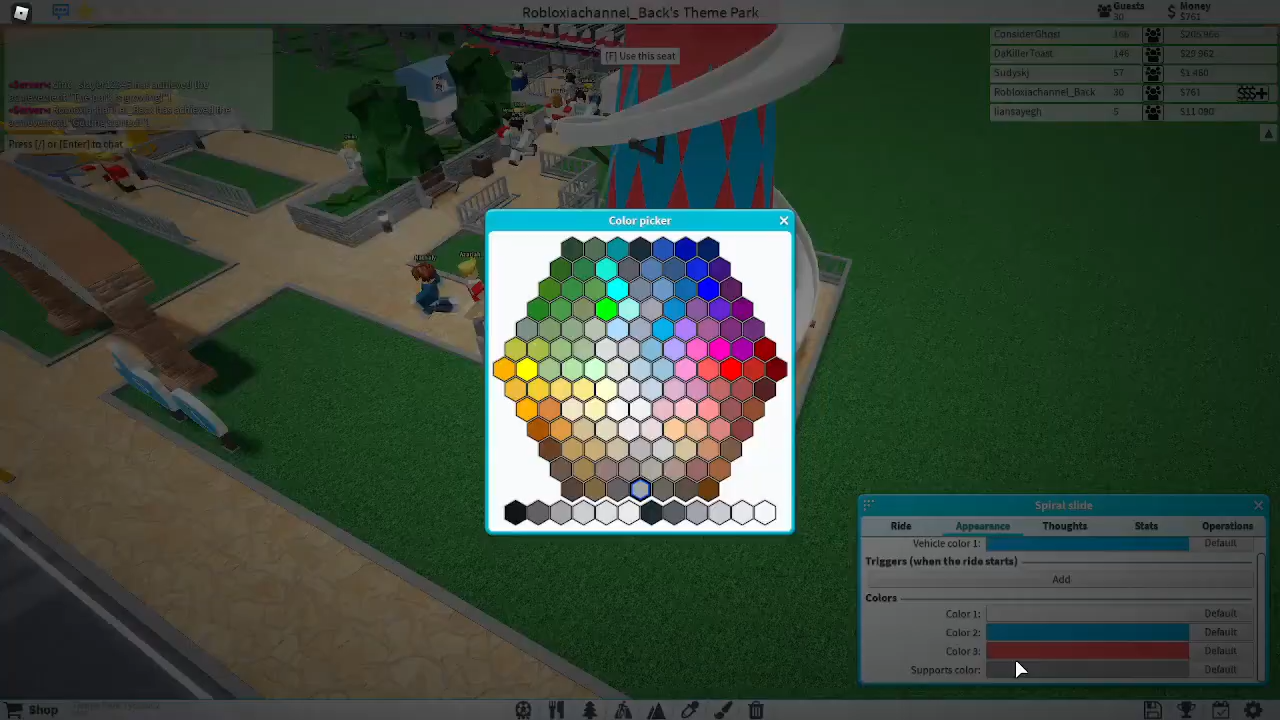 Robloxiachannel_Back's Theme Park
Guests
30
Money
$761
[F] Use this seat
ConsiderGhost 166 $205,966
DaKillerToast 146 $29,962
Sudyskj 57 $1,480
Robloxiachannel_Back 30 $761 $$$+
liansayegh 5 $11,090
Press [/] or [Enter] to chat
Color picker
Spiral slide
Ride Appearance Thoughts Stats Operations
Vehicle color 1: Default
Triggers (when the ride starts)
Add
Colors
Color 1: Default
Color 2: Default
Color 3: Default
Supports color: Default
Shop